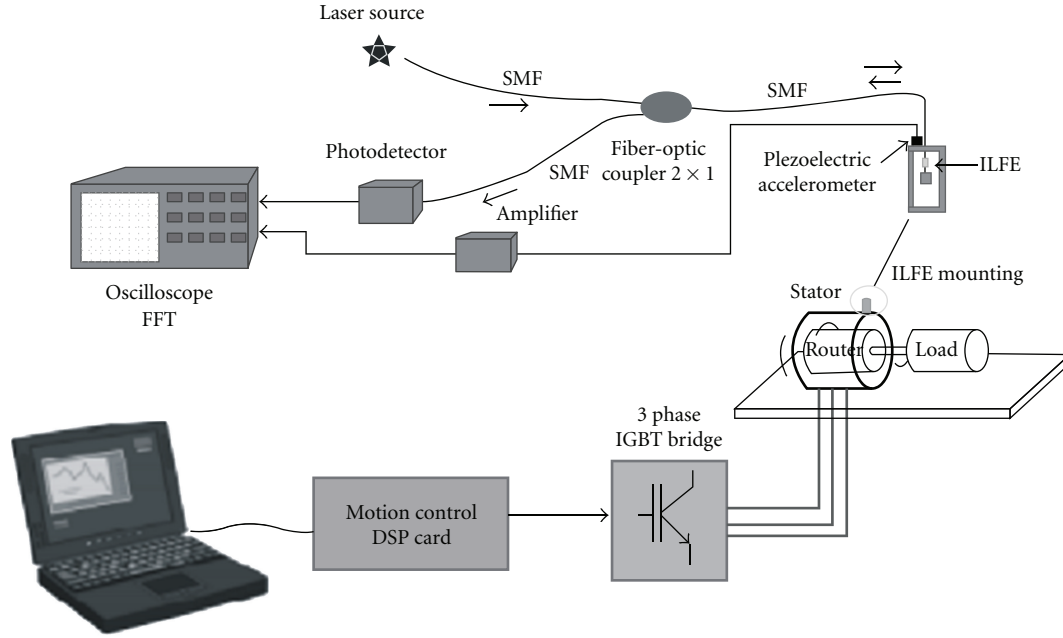 Laser source
SMF
SMF
Photodetector
SMF
Fiber-optic
coupler 2 × 1
Plezoelectric
accelerometer
ILFE
Amplifier
Oscilloscope
FFT
ILFE mounting
Stator
Router
Load
3 phase
IGBT bridge
Motion control
DSP card